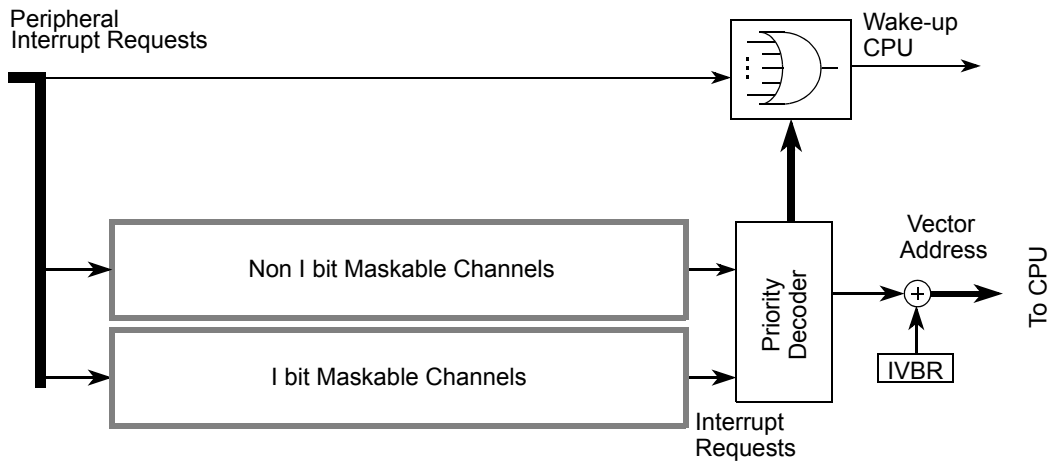 Peripheral
Interrupt Requests
Wake-up
CPU
Non I bit Maskable Channels
I bit Maskable Channels
Priority
Decoder
Interrupt
Requests
Vector
Address
+
IVBR
To CPU